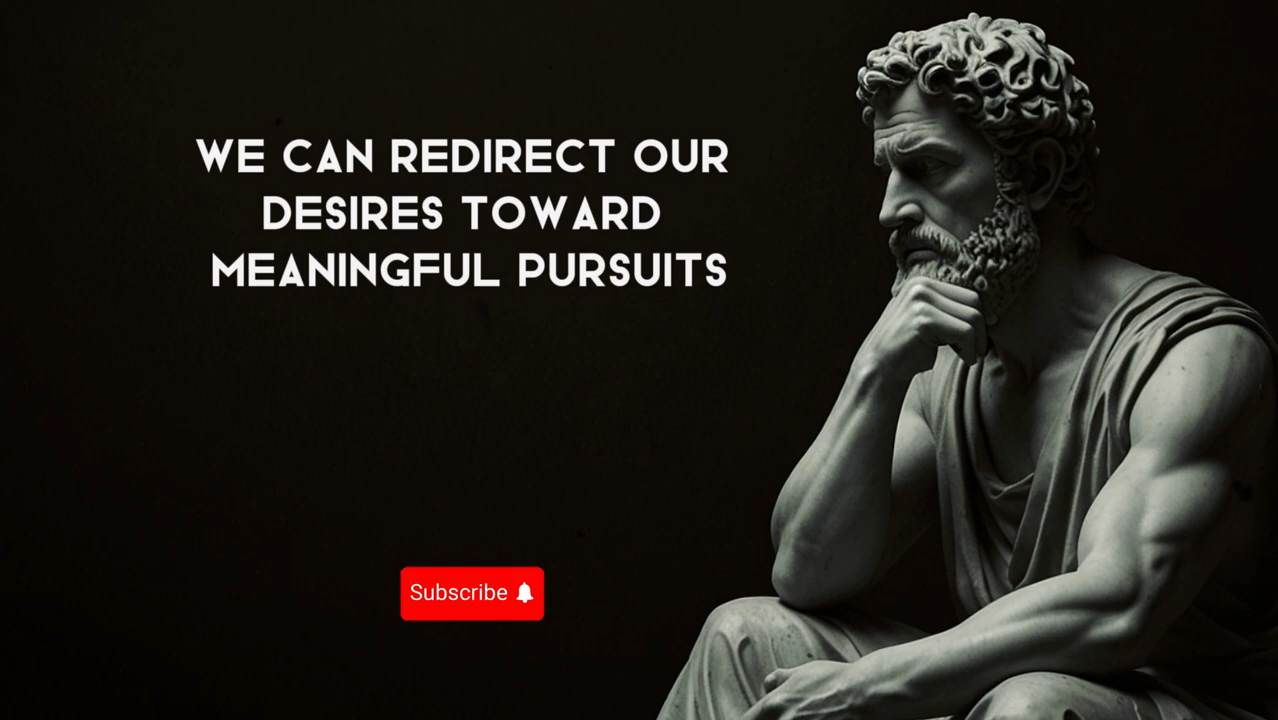 WE CAN REDIRECT OUR
DESIRES TOWARD
MEANINGFUL PURSUITS
Subscribe